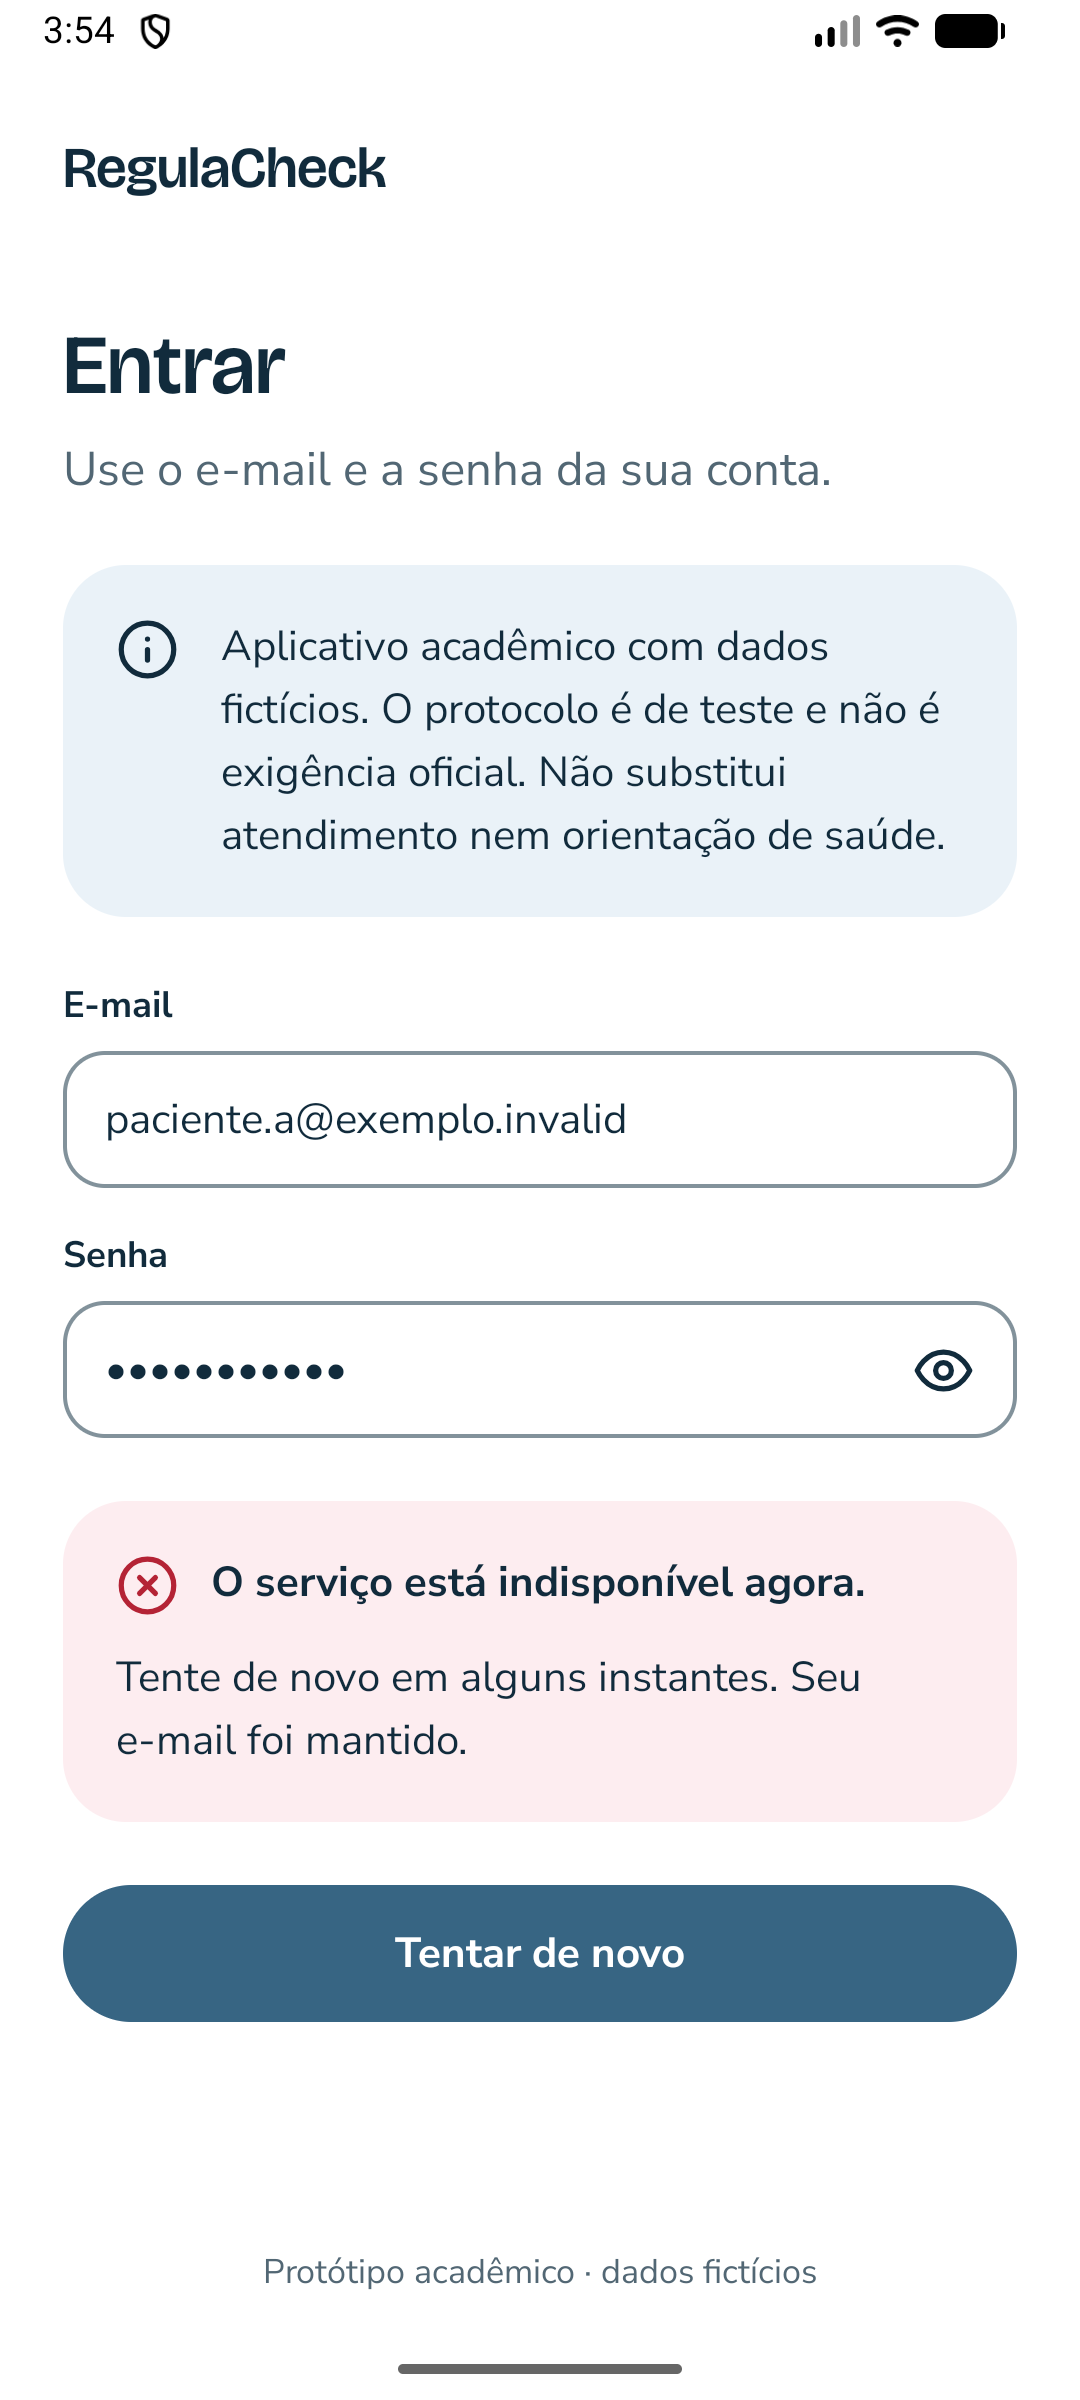 3:54
RegulaCheck
Entrar
Use o e-mail e a senha da sua conta.
Aplicativo acadêmico com dados
fictícios. O protocolo é de teste e não é
exigência oficial. Não substitui
atendimento nem orientação de saúde.
E-mail
paciente.a@exemplo.invalid
Senha
•••••••••••
O serviço está indisponível agora.
Tente de novo em alguns instantes. Seu
e-mail foi mantido.
Tentar de novo
Protótipo acadêmico · dados fictícios